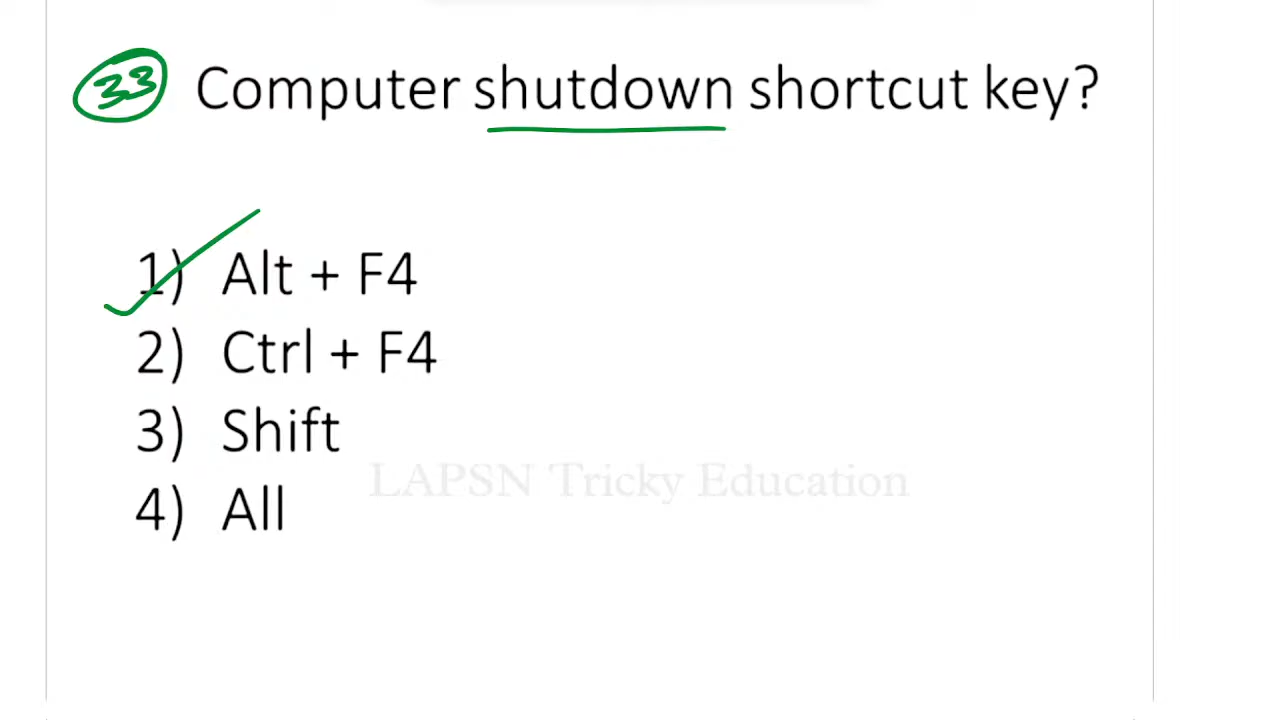 33 Computer shutdown shortcut key?
1) Alt + F4
2) Ctrl + F4
3) Shift
LAPSN Tricky Education
4) All